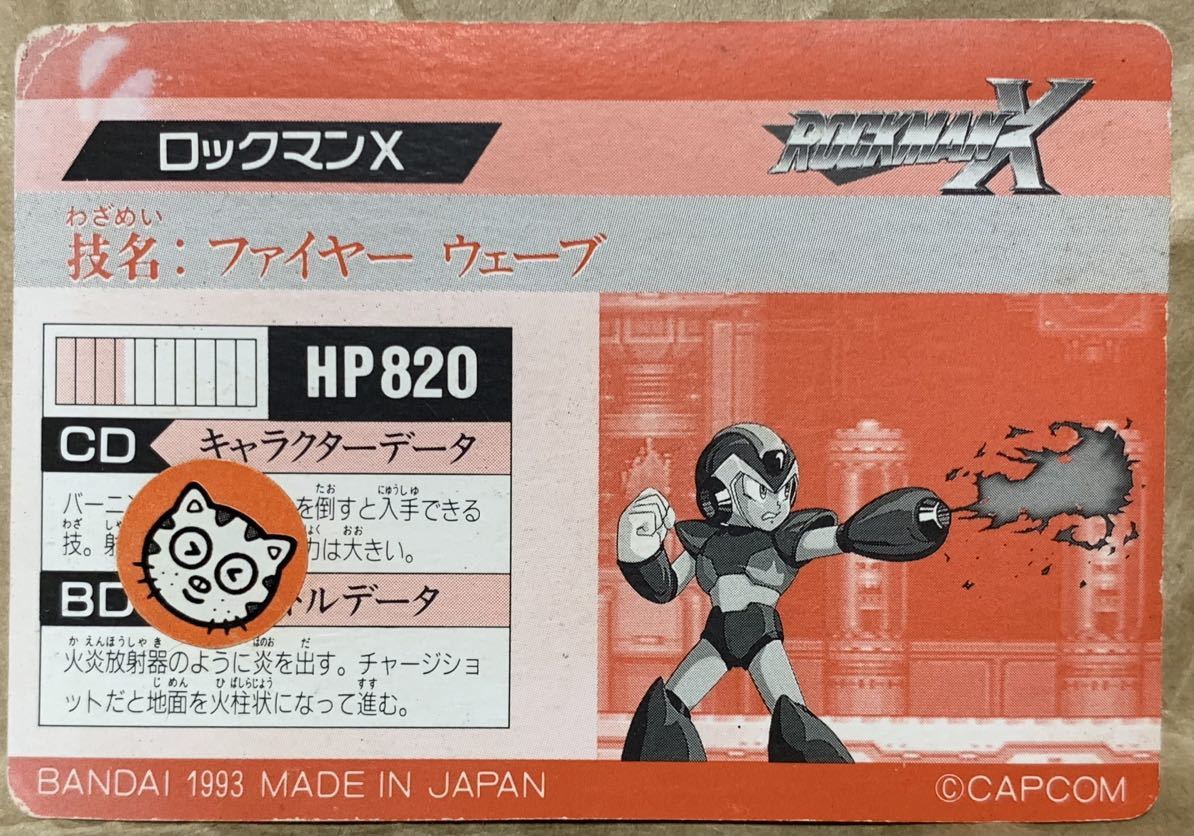 ロックマンX
ROCKMAN X
わざめい
技名：ファイヤー ウェーブ
HP820
CD キャラクターデータ
たお にゅうしゅ
バーニ を倒すと入手できる
わざ しゃ よく おお
技。射 力は大きい。
BD トルデータ
かえんほうしゃき ほのお だ
火炎放射器のように炎を出す。チャージショ
じめん ひばしらじょう すす
ットだと地面を火柱状になって進む。
BANDAI 1993 MADE IN JAPAN
©CAPCOM